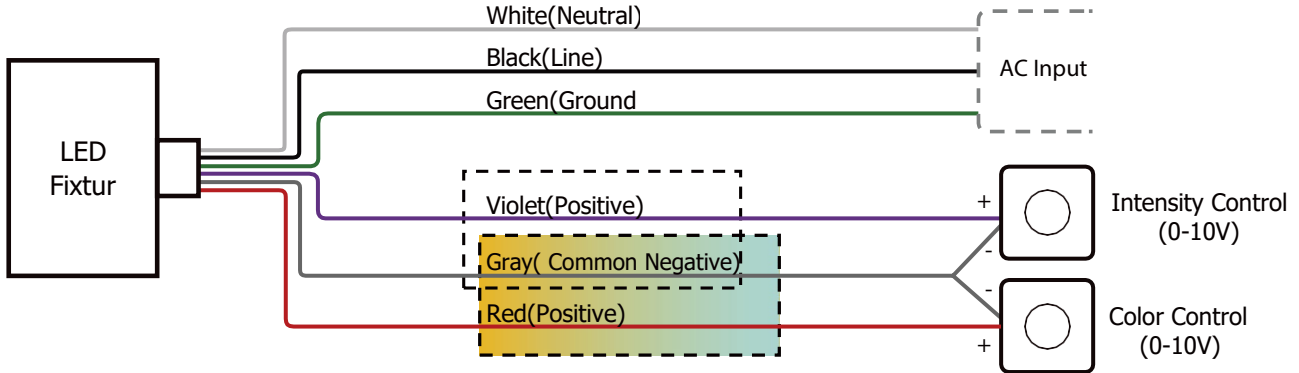 White(Neutral)
Black(Line)
AC Input
Green(Ground
LED
Fixtur
Violet(Positive)
+
Intensity Control
(0-10V)
-
Gray( Common Negative)
-
Red(Positive)
Color Control
(0-10V)
+